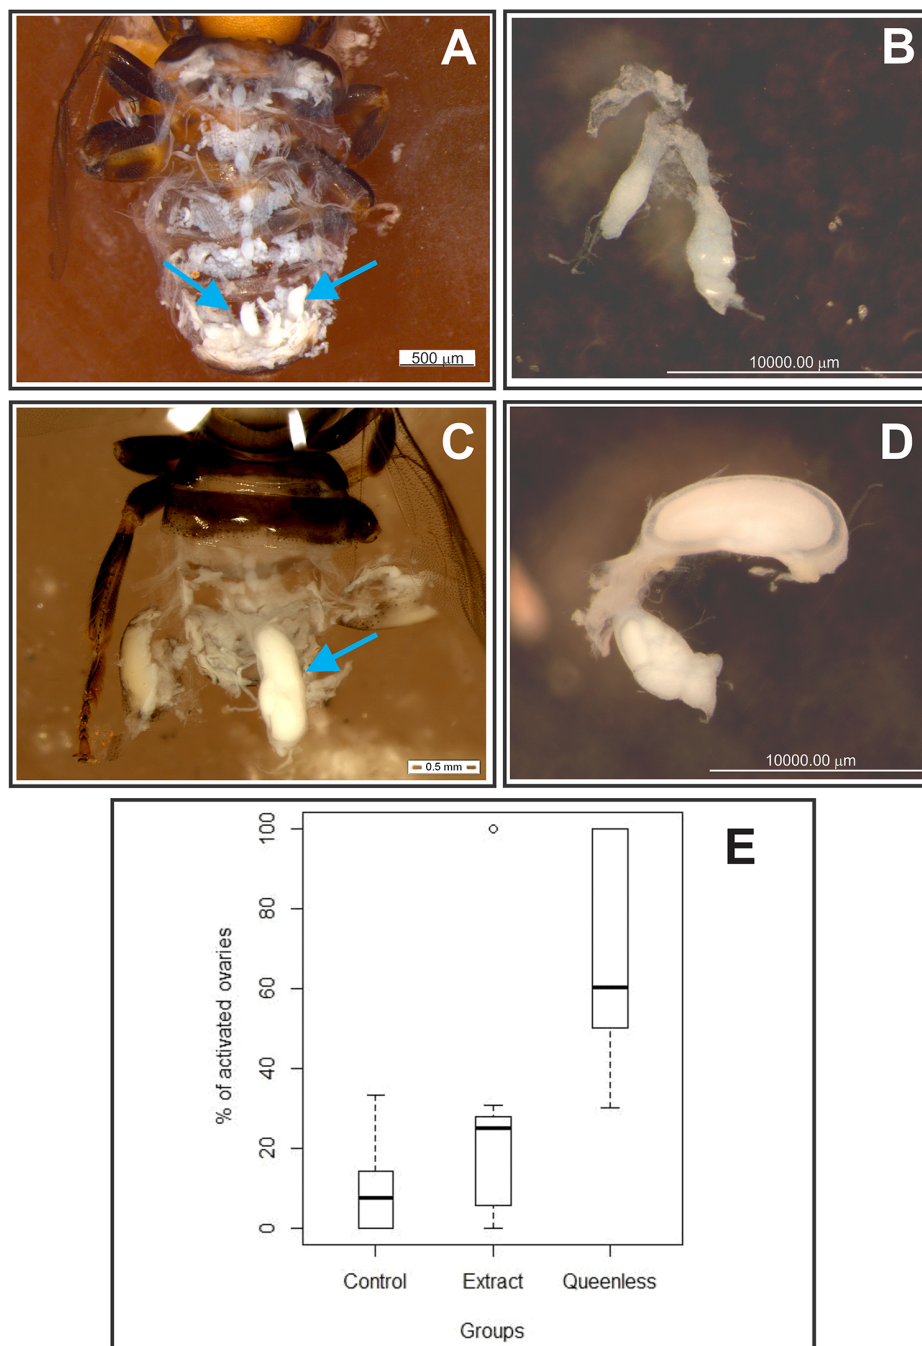 A
500 µm
B
10000.00 µm
C
0.5 mm
D
10000.00 µm
E
% of activated ovaries
100
80
60
40
20
0
Control Extract Queenless
Groups